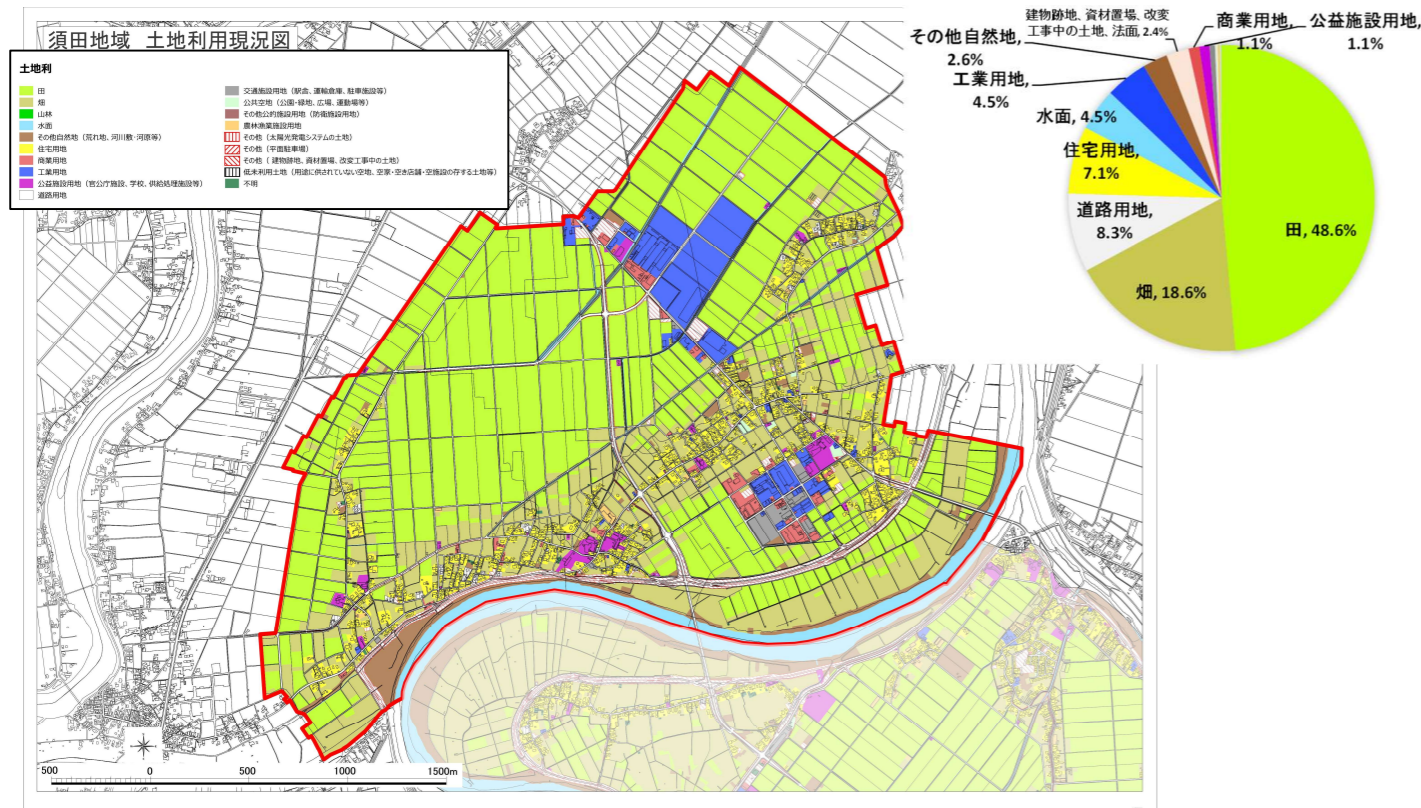 須田地域 土地利用現況図
土地利
田
畑
山林
水面
その他自然地（荒れ地、河川敷・河原等）
住宅用地
商業用地
工業用地
公益施設用地（官公庁施設、学校、供給処理施設等）
道路用地
交通施設用地（駅舎、運輸倉庫、駐車施設等）
公共空地（公園・緑地、広場、運動場等）
その他公的施設用地（防衛施設用地）
農林漁業施設用地
その他（太陽光発電システムの土地）
その他（平面駐車場）
その他（ 建物跡地、資材置場、改変工事中の土地）
低未利用土地（用途に供されていない空地、空家・空き店舗・空施設の存する土地等）
不明
建物跡地、資材置場、改変
工事中の土地、法面, 2.4%
商業用地,
1.1%
公益施設用地,
1.1%
その他自然地,
2.6%
工業用地,
4.5%
水面, 4.5%
住宅用地,
7.1%
道路用地,
8.3%
畑, 18.6%
田, 48.6%
500 0 500 1000 1500m